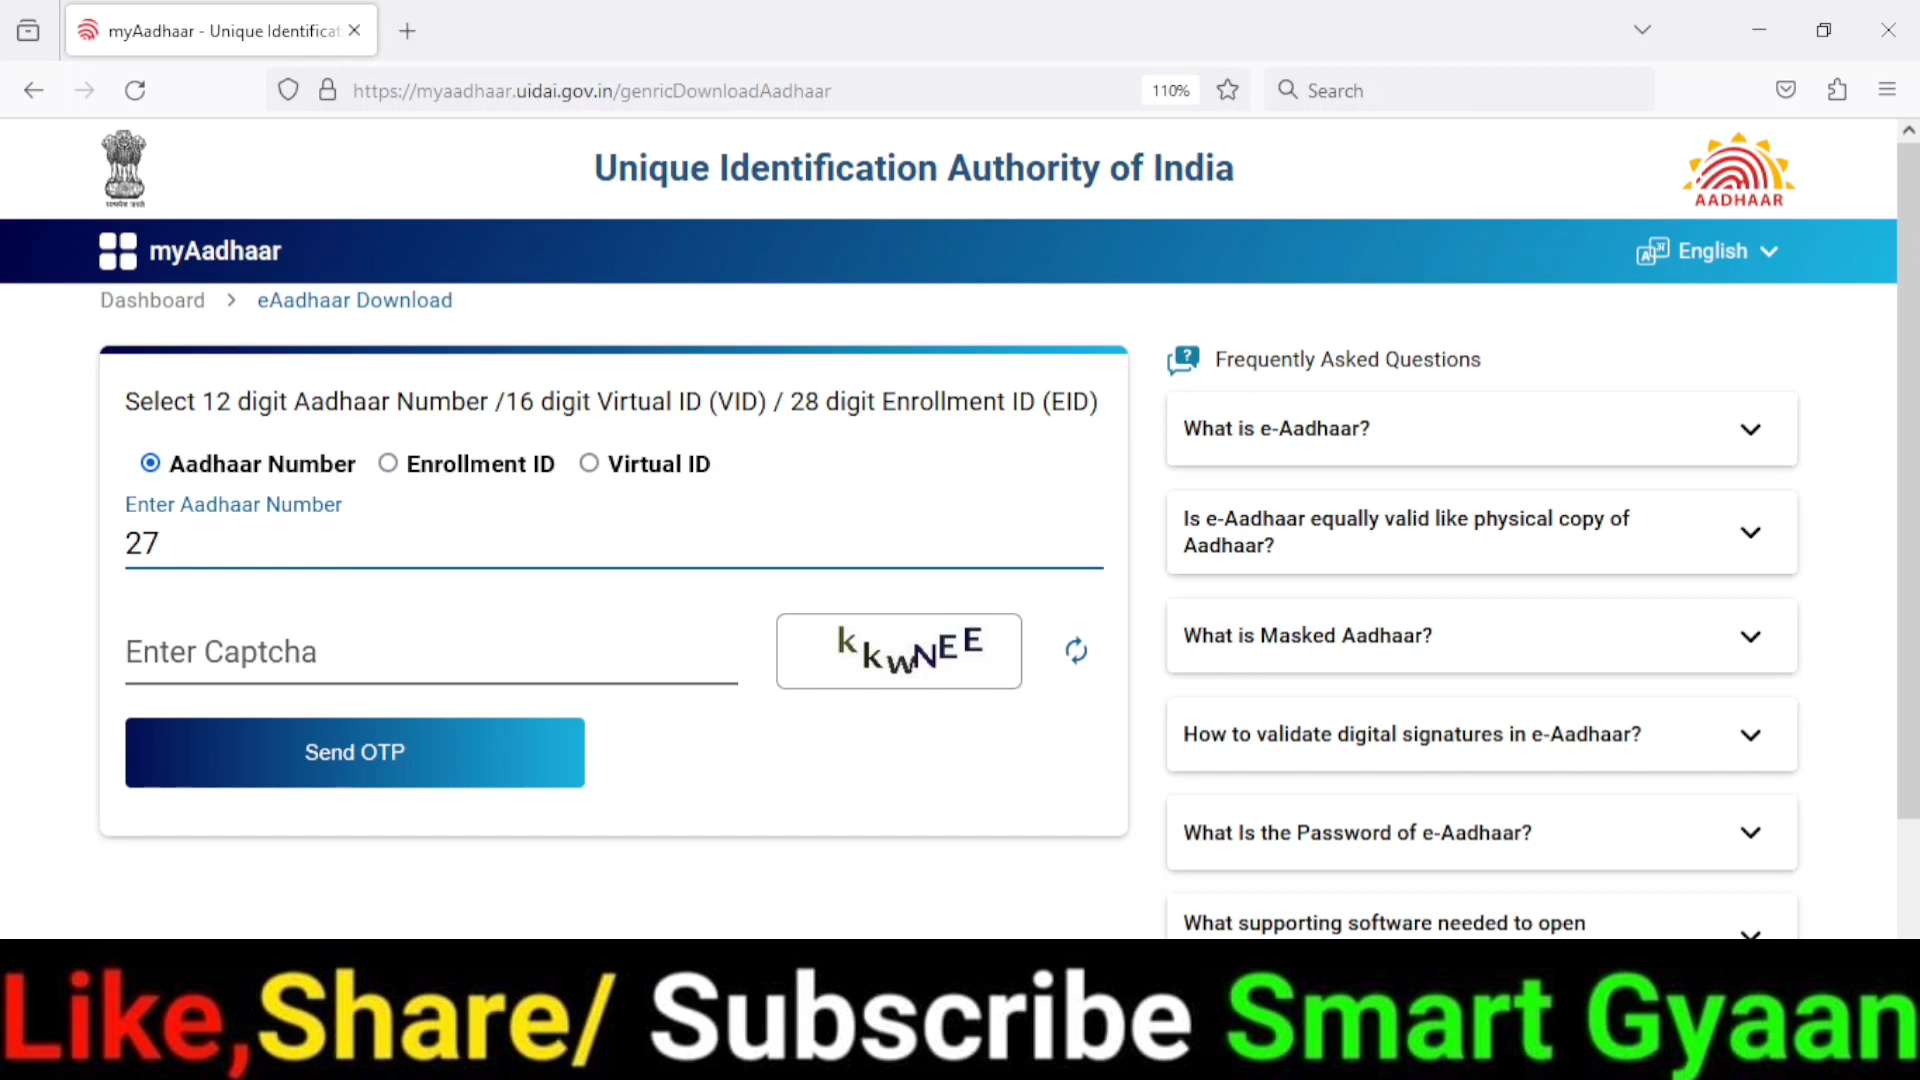 myAadhaar - Unique Identificat
https://myaadhaar.uidai.gov.in/genricDownloadAadhaar
110%
Search
Unique Identification Authority of India
सत्यमेव जयते
AADHAAR
myAadhaar
English
Dashboard > eAadhaar Download
Select 12 digit Aadhaar Number /16 digit Virtual ID (VID) / 28 digit Enrollment ID (EID)
Aadhaar Number
Enrollment ID
Virtual ID
Enter Aadhaar Number
27
Enter Captcha
kkwNEE
Send OTP
Frequently Asked Questions
What is e-Aadhaar?
Is e-Aadhaar equally valid like physical copy of
Aadhaar?
What is Masked Aadhaar?
How to validate digital signatures in e-Aadhaar?
What Is the Password of e-Aadhaar?
What supporting software needed to open
Like,Share/ Subscribe Smart Gyaan